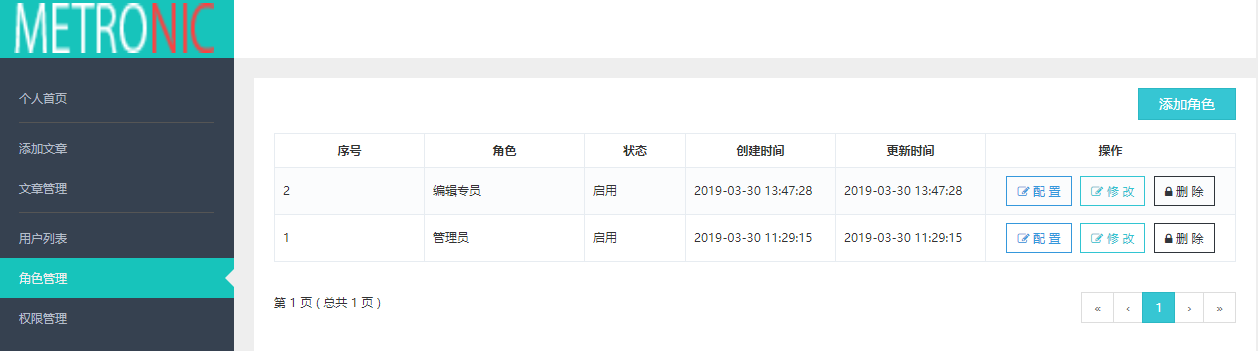 METRONIC
个人首页
添加文章
文章管理
用户列表
角色管理
权限管理
添加角色
序号 角色 状态 创建时间 更新时间 操作
2 编辑专员 启用 2019-03-30 13:47:28 2019-03-30 13:47:28 配 置 修 改 删 除
1 管理员 启用 2019-03-30 11:29:15 2019-03-30 11:29:15 配 置 修 改 删 除
第 1 页 ( 总共 1 页 ) « ‹ 1 › »